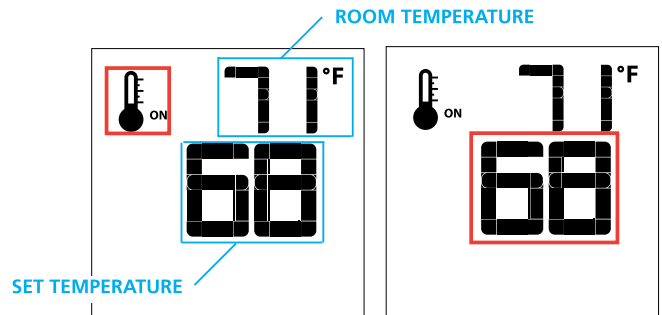 ROOM TEMPERATURE
71°F
ON
68
SET TEMPERATURE
71°F
ON
68